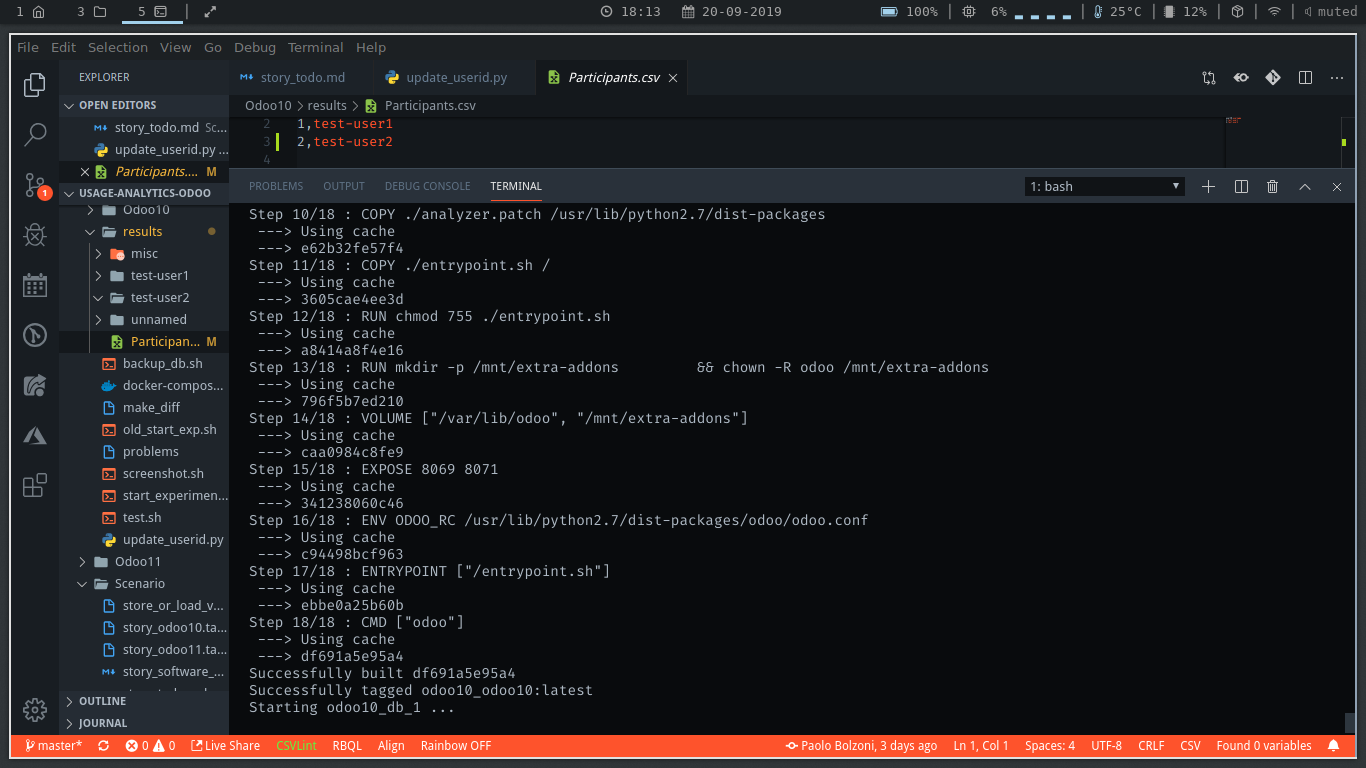 1 3 5 18:13 20-09-2019 100% 6% 25°C 12% muted
File Edit Selection View Go Debug Terminal Help
EXPLORER
OPEN EDITORS
story_todo.md Sc...
update_userid.py ...
Participants.... M
USAGE-ANALYTICS-ODOO
Odoo10
results
misc
test-user1
test-user2
unnamed
Participan... M
backup_db.sh
docker-compos...
make_diff
old_start_exp.sh
problems
screenshot.sh
start_experimen...
test.sh
update_userid.py
Odoo11
Scenario
store_or_load_v...
story_odoo10.ta...
story_odoo11.ta...
story_software_...
OUTLINE
JOURNAL
1
story_todo.md update_userid.py Participants.csv
Odoo10 > results > Participants.csv
2 1,test-user1
3 2,test-user2
4
PROBLEMS OUTPUT DEBUG CONSOLE TERMINAL 1: bash
Step 10/18 : COPY ./analyzer.patch /usr/lib/python2.7/dist-packages
---> Using cache
---> e62b32fe57f4
Step 11/18 : COPY ./entrypoint.sh /
---> Using cache
---> 3605cae4ee3d
Step 12/18 : RUN chmod 755 ./entrypoint.sh
---> Using cache
---> a8414a8f4e16
Step 13/18 : RUN mkdir -p /mnt/extra-addons         && chown -R odoo /mnt/extra-addons
---> Using cache
---> 796f5b7ed210
Step 14/18 : VOLUME ["/var/lib/odoo", "/mnt/extra-addons"]
---> Using cache
---> caa0984c8fe9
Step 15/18 : EXPOSE 8069 8071
---> Using cache
---> 341238060c46
Step 16/18 : ENV ODOO_RC /usr/lib/python2.7/dist-packages/odoo/odoo.conf
---> Using cache
---> c94498bcf963
Step 17/18 : ENTRYPOINT ["/entrypoint.sh"]
---> Using cache
---> ebbe0a25b60b
Step 18/18 : CMD ["odoo"]
---> Using cache
---> df691a5e95a4
Successfully built df691a5e95a4
Successfully tagged odoo10_odoo10:latest
Starting odoo10_db_1 ...
master* 0 0 Live Share CSVLint RBQL Align Rainbow OFF Paolo Bolzoni, 3 days ago Ln 1, Col 1 Spaces: 4 UTF-8 CRLF CSV Found 0 variables